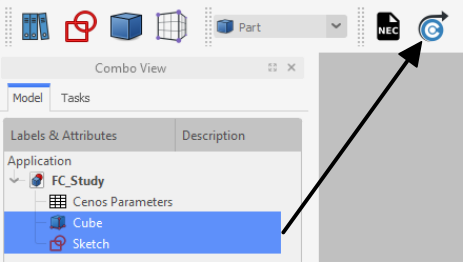 Part
NEC
Combo View
Model Tasks
Labels & Attributes Description
Application
FC_Study
Cenos Parameters
Cube
Sketch